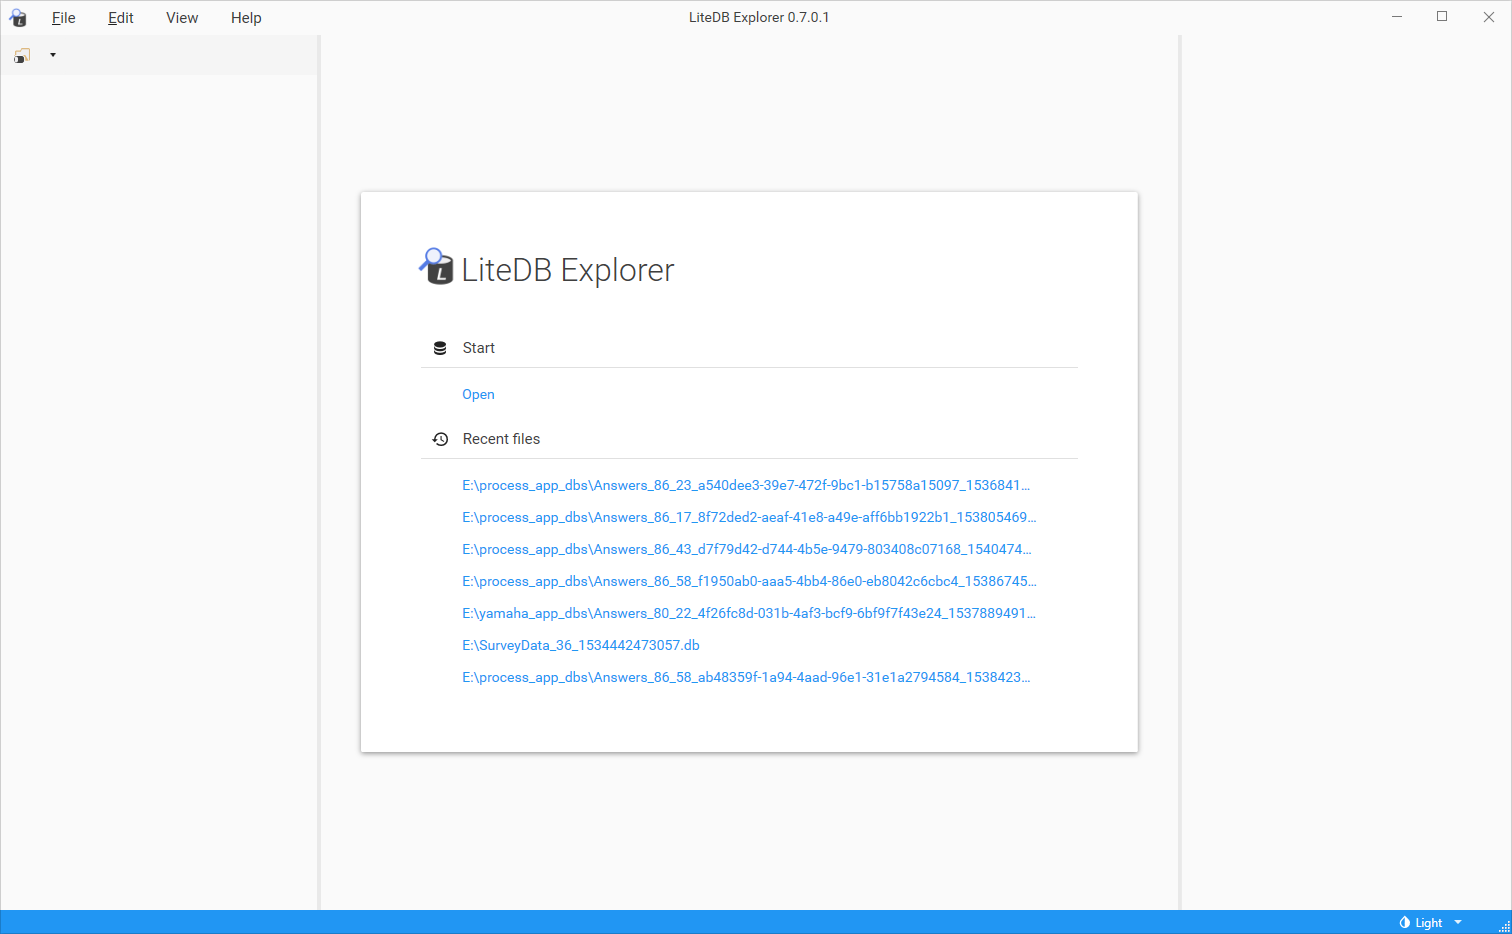 File Edit View Help LiteDB Explorer 0.7.0.1
LiteDB Explorer
Start
Open
Recent files
E:\process_app_dbs\Answers_86_23_a540dee3-39e7-472f-9bc1-b15758a15097_1536841...
E:\process_app_dbs\Answers_86_17_8f72ded2-aeaf-41e8-a49e-aff6bb1922b1_153805469...
E:\process_app_dbs\Answers_86_43_d7f79d42-d744-4b5e-9479-803408c07168_1540474...
E:\process_app_dbs\Answers_86_58_f1950ab0-aaa5-4bb4-86e0-eb8042c6cbc4_15386745...
E:\yamaha_app_dbs\Answers_80_22_4f26fc8d-031b-4af3-bcf9-6bf9f7f43e24_1537889491...
E:\SurveyData_36_1534442473057.db
E:\process_app_dbs\Answers_86_58_ab48359f-1a94-4aad-96e1-31e1a2794584_1538423...
Light